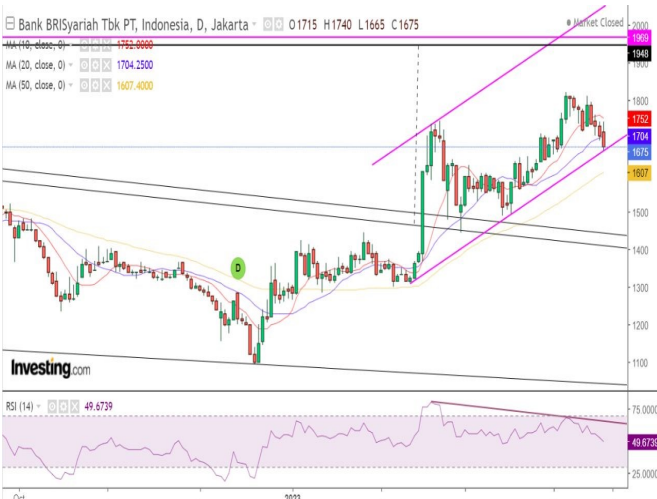 Bank BRISyariah Tbk PT, Indonesia, D, Jakarta O1715 H1740 L1665 C1675
Market Closed
MA (10, close, 0) 1752.0000
MA (20, close, 0) 1704.2500
MA (50, close, 0) 1607.4000
2000
1969
1948
1900
1800
1752
1704
1675
1607
1500
1400
1300
1200
1100
D
Investing.com
RSI (14) 49.6739
75.0000
49.6739
25.0000
Oct
2023